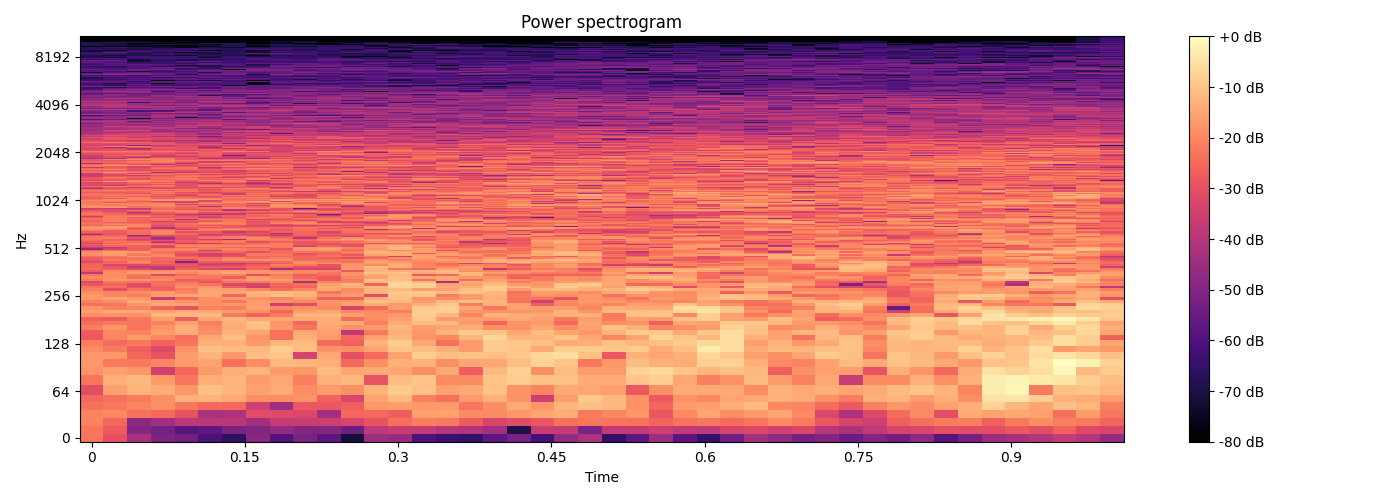 Power spectrogram
Hz
8192
4096
2048
1024
512
256
128
64
0
0 0.15 0.3 0.45 0.6 0.75 0.9
Time
+0 dB
-10 dB
-20 dB
-30 dB
-40 dB
-50 dB
-60 dB
-70 dB
-80 dB